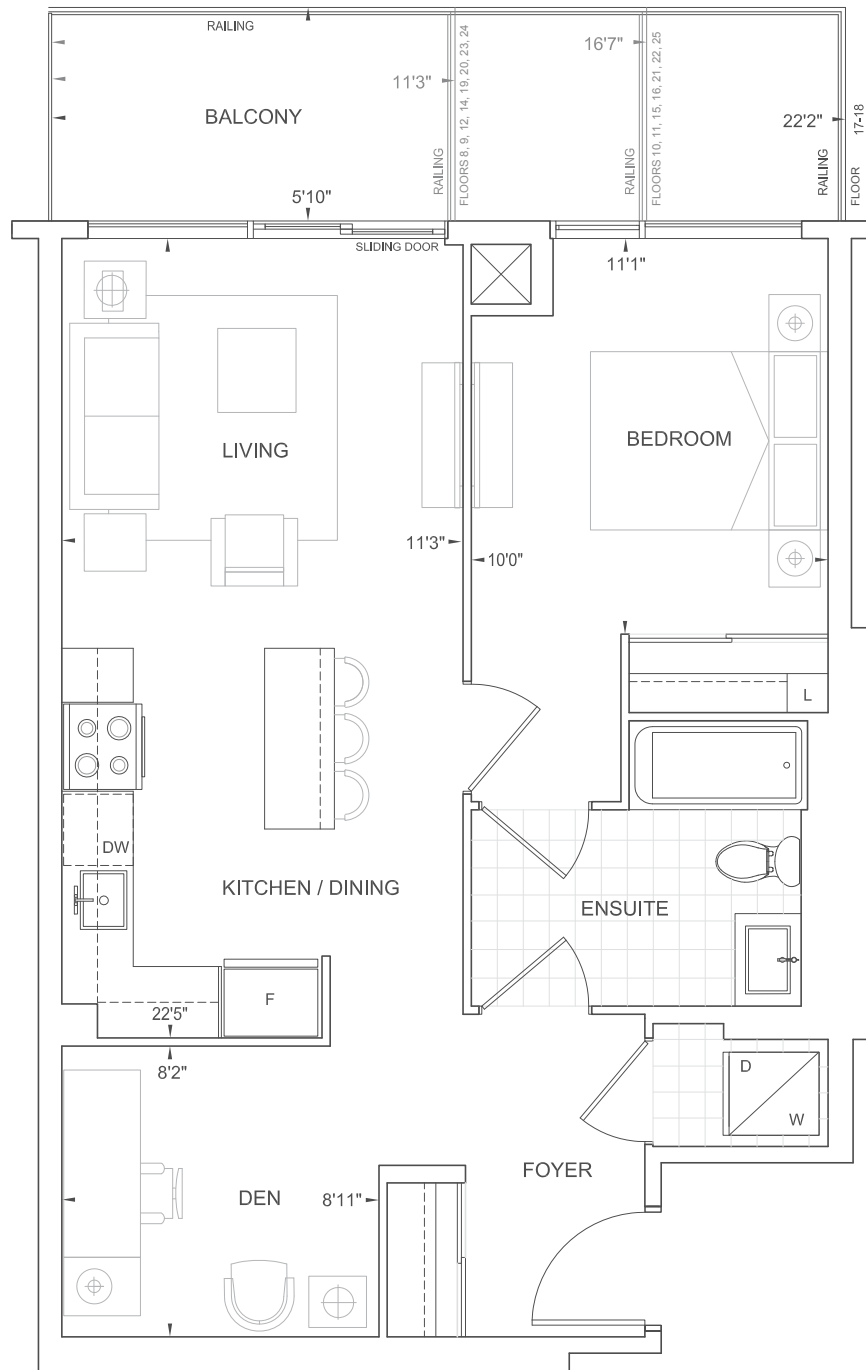 RAILING
11'3"
16'7"
22'2"
FLOORS 8, 9, 12, 14, 19, 20, 23, 24
FLOORS 10, 11, 15, 16, 21, 22, 25
FLOOR 17-18
BALCONY
RAILING
RAILING
RAILING
5'10"
SLIDING DOOR
11'1"
LIVING
BEDROOM
11'3"
10'0"
L
DW
KITCHEN / DINING
ENSUITE
F
22'5"
8'2"
D
W
FOYER
DEN
8'11"